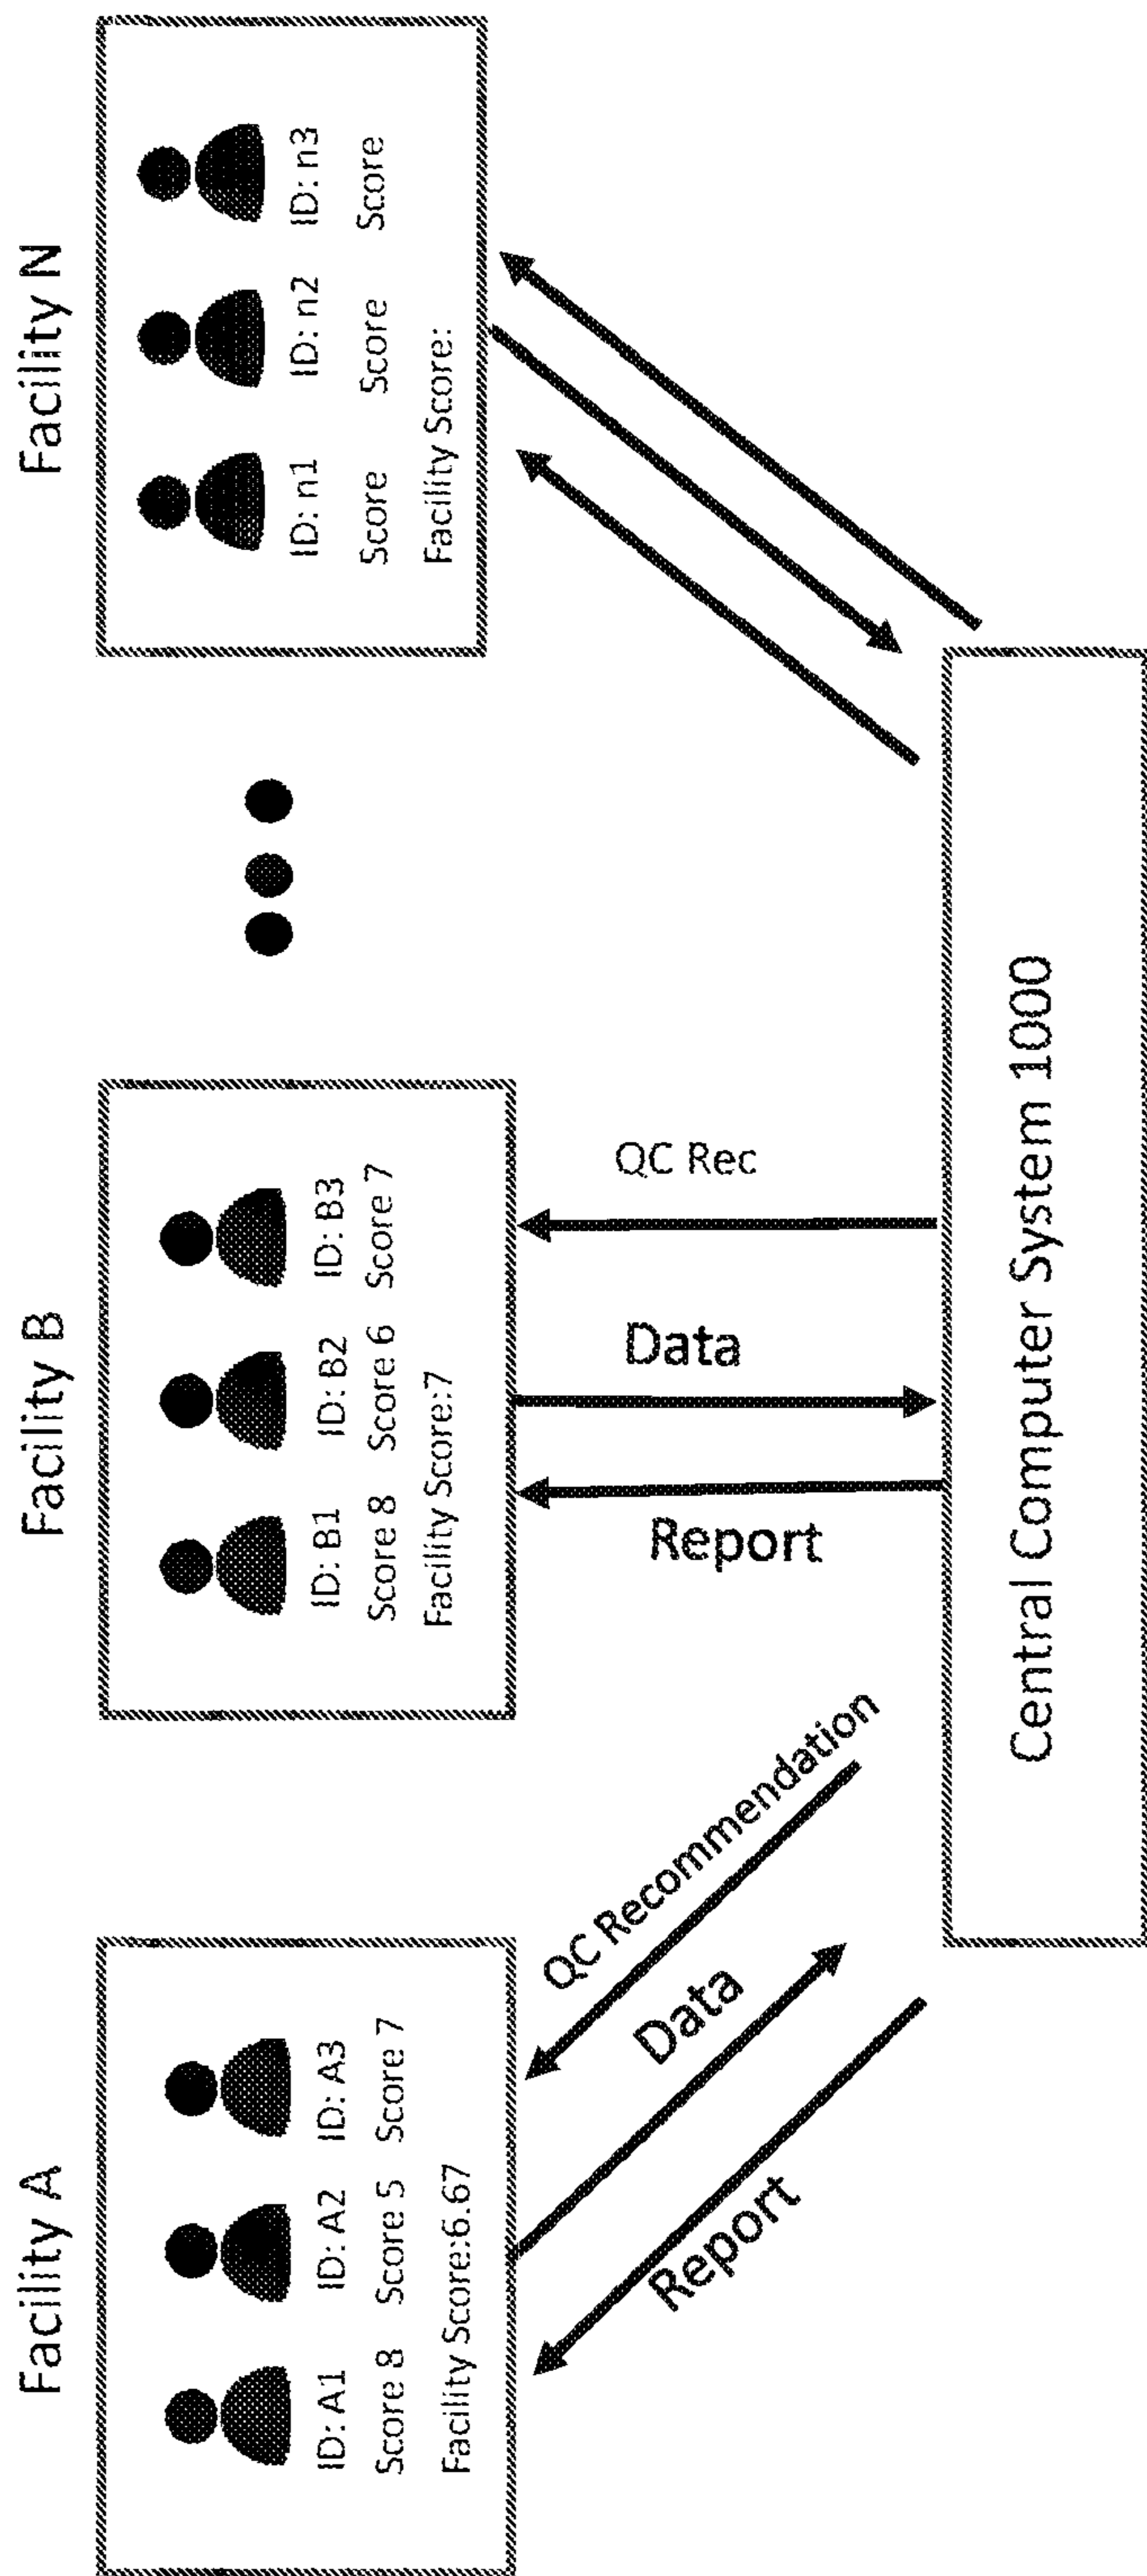 Facility A
ID: A1 ID: A2 ID: A3
Score 8 Score 5 Score 7
Facility Score:6.67
Facility B
ID: B1 ID: B2 ID: B3
Score 8 Score 6 Score 7
Facility Score:7
Facility N
ID: n1 ID: n2 ID: n3
Score Score Score
Facility Score:
Report
Data
QC Recommendation
Report
Data
QC Rec
Central Computer System 1000